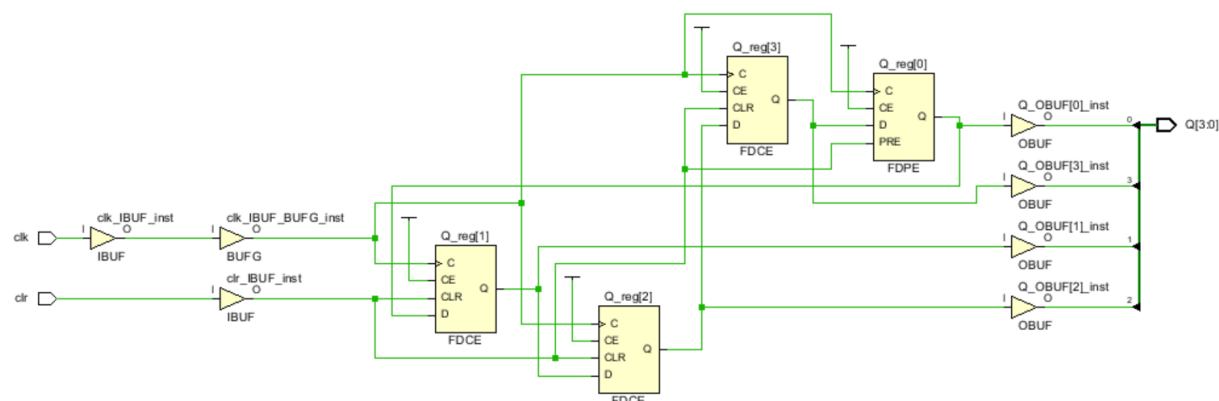 Q_reg[3]
C
CE
CLR
D
Q
FDCE
Q_reg[0]
C
CE
D
PRE
Q
FDPE
Q_OBUF[0]_inst
I
O
OBUF
0
Q[3:0]
Q_OBUF[3]_inst
I
O
OBUF
3
clk
clk_IBUF_inst
I
O
IBUF
clk_IBUF_BUFG_inst
I
O
BUFG
Q_reg[1]
C
CE
CLR
D
Q
FDCE
Q_OBUF[1]_inst
I
O
OBUF
1
clr
clr_IBUF_inst
I
O
IBUF
Q_reg[2]
C
CE
CLR
D
Q
FDCE
Q_OBUF[2]_inst
I
O
OBUF
2